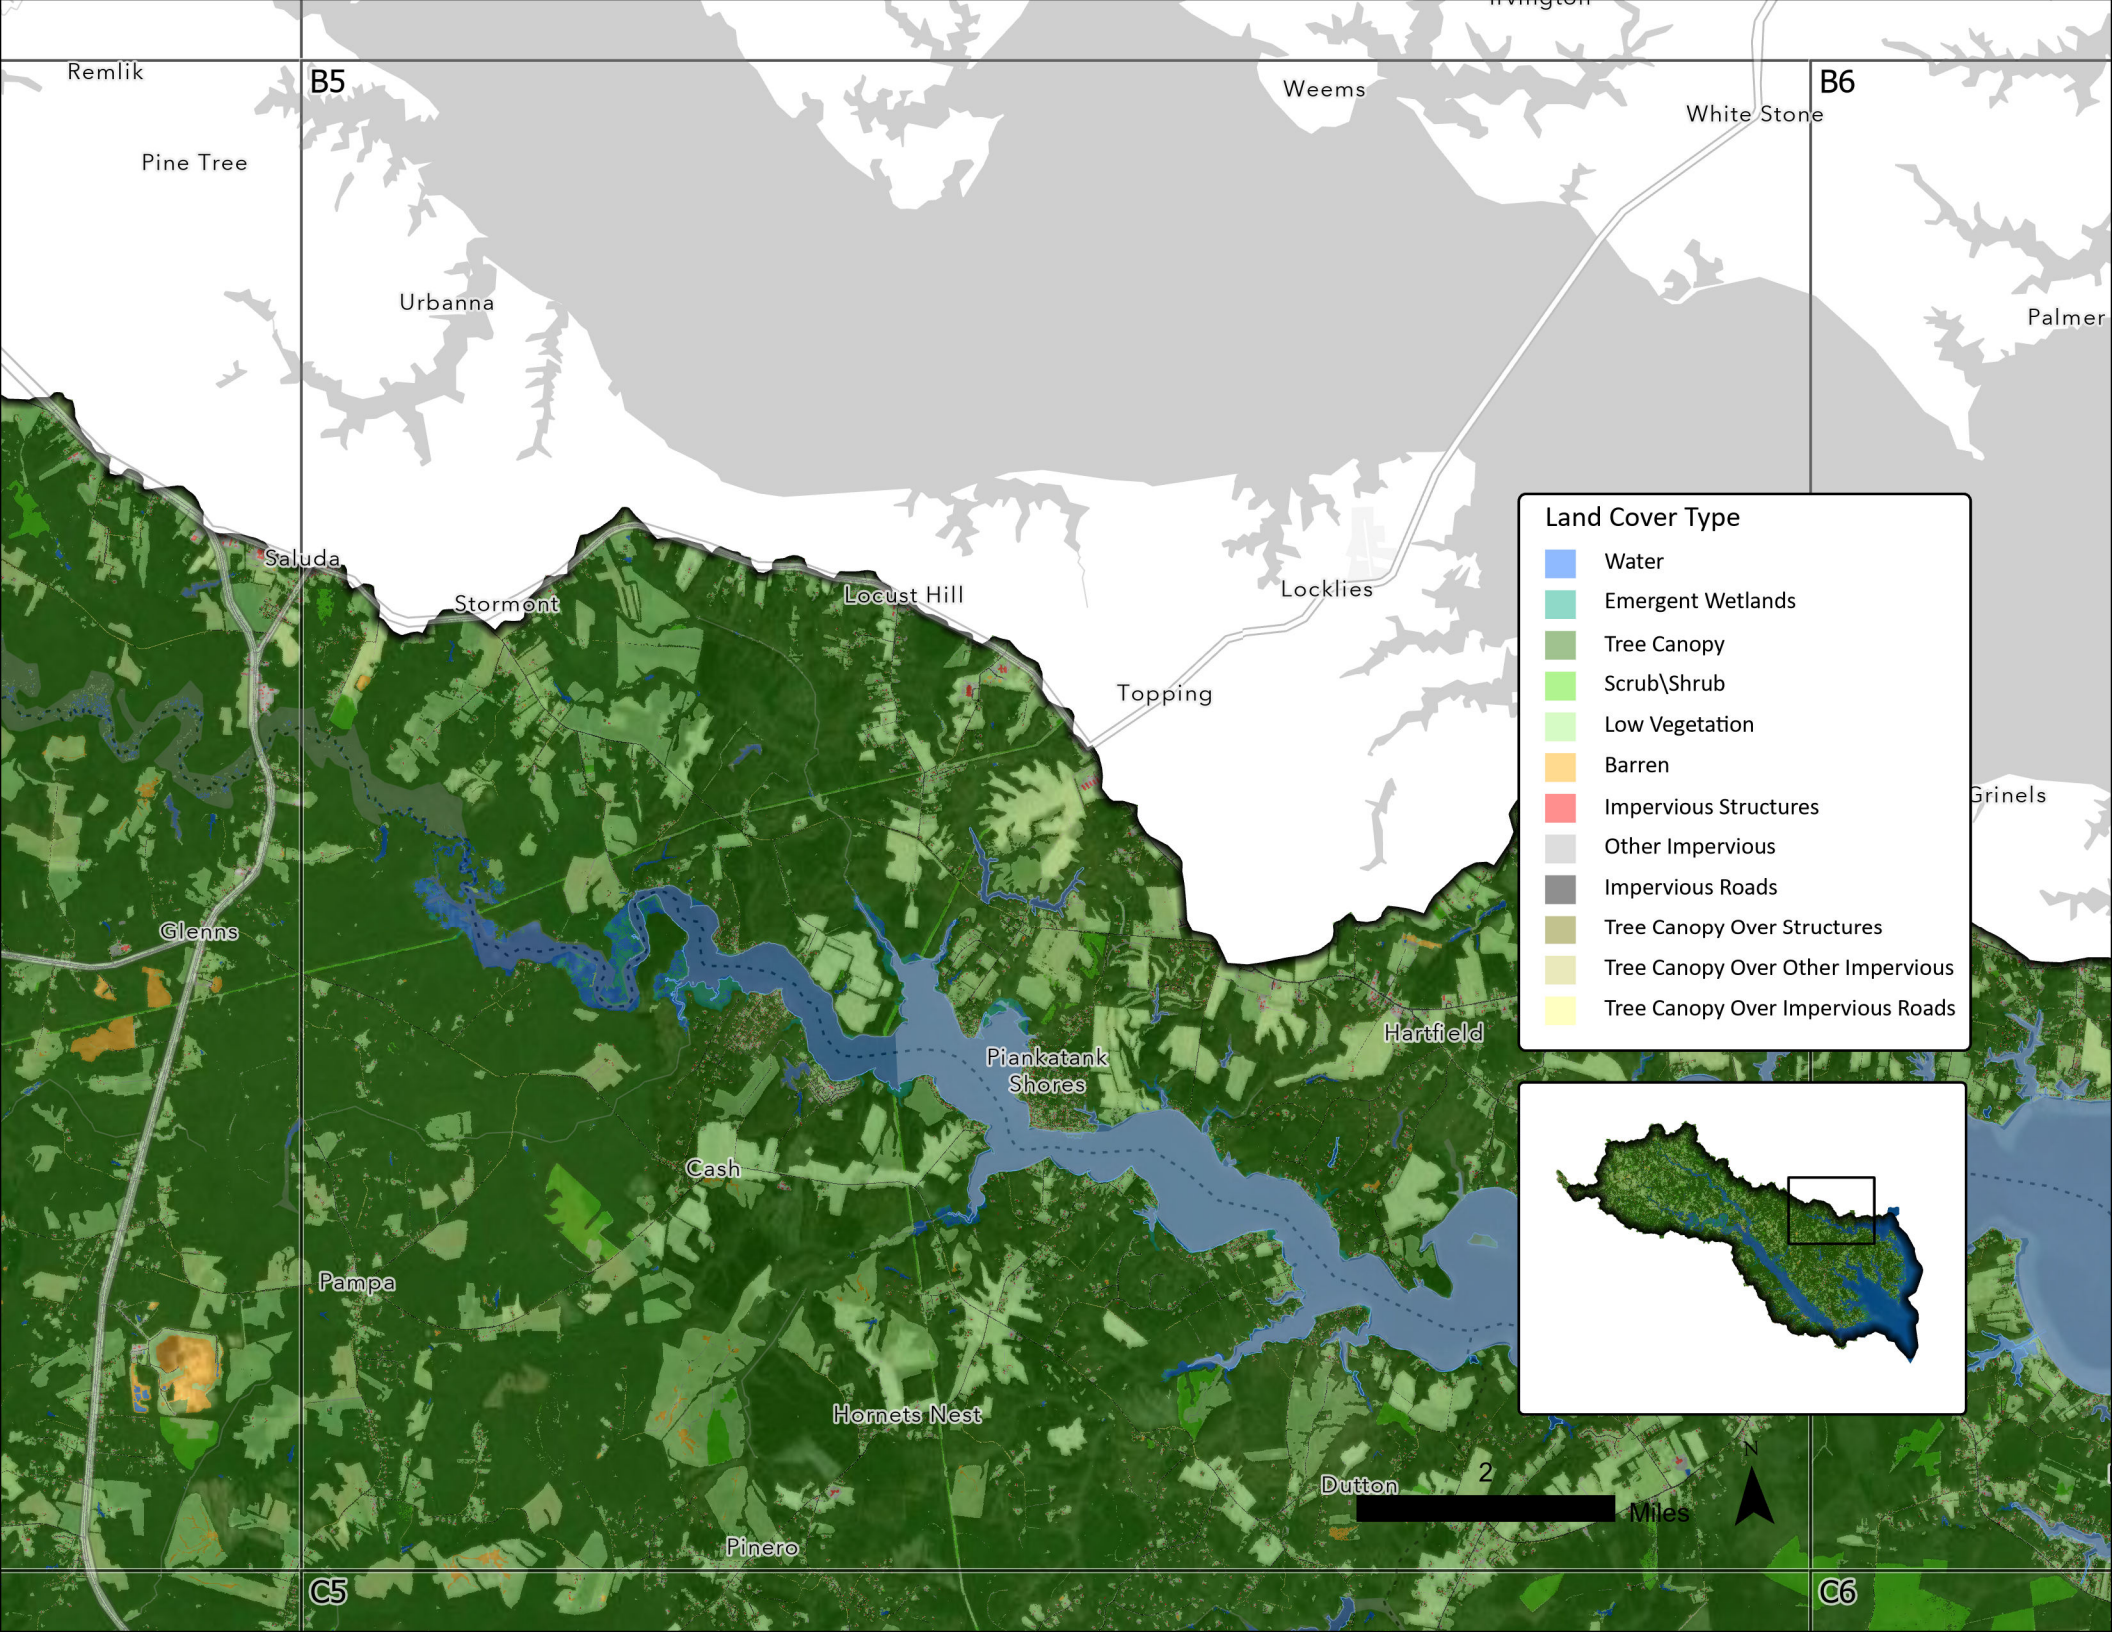 Irvington
Remlik
B5
Weems
B6
White Stone
Pine Tree
Urbanna
Palmer
Saluda
Stormont
Locust Hill
Locklies
Topping
Grinels
Glenns
Hartfield
Piankatank
Shores
Cash
Pampa
Hornets Nest
Dutton
Pinero
C5
C6
Land Cover Type
Water
Emergent Wetlands
Tree Canopy
Scrub\Shrub
Low Vegetation
Barren
Impervious Structures
Other Impervious
Impervious Roads
Tree Canopy Over Structures
Tree Canopy Over Other Impervious
Tree Canopy Over Impervious Roads
N
2
Miles